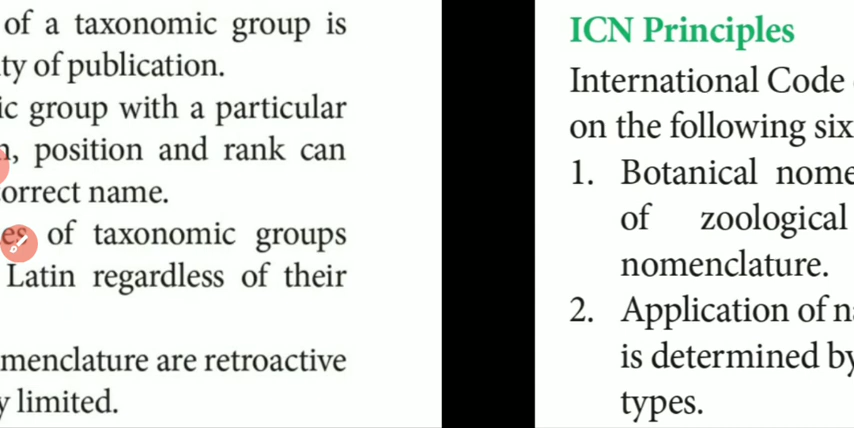 of a taxonomic group is
ty of publication.
ic group with a particular
position and rank can
orrect name.
of taxonomic groups
Latin regardless of their
menclature are retroactive
y limited.
ICN Principles
International Code
on the following six
1. Botanical nome
of zoological
nomenclature.
2. Application of n
is determined by
types.